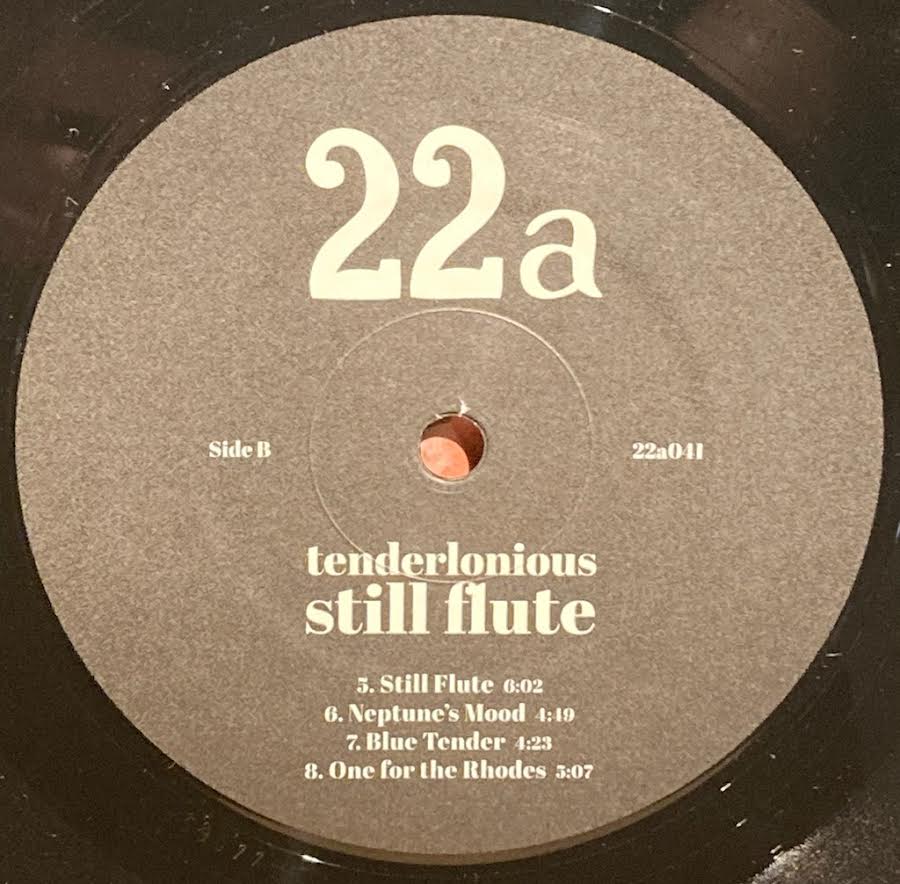 22a
Side B
22a041
tenderlonious
still flute
5. Still Flute 6:02
6. Neptune's Mood 4:49
7. Blue Tender 4:23
8. One for the Rhodes 5:07